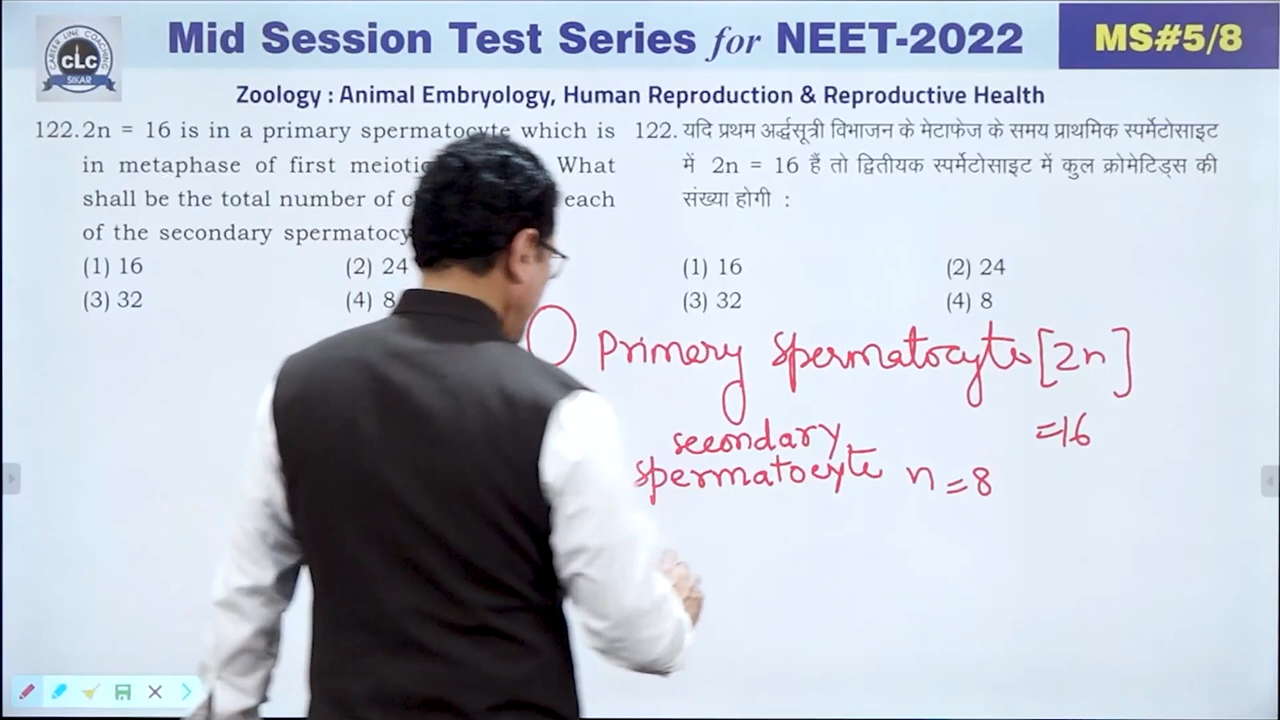 CAREER LINE COACHING
CLC
SIKAR
Mid Session Test Series for NEET-2022
MS#5/8
Zoology : Animal Embryology, Human Reproduction & Reproductive Health
122. 2n = 16 is in a primary spermatocyte which is
in metaphase of first meiotic What
shall be the total number of each
of the secondary
(1) 16 (2) 24
(3) 32 (4) 8
122. यदि प्रथम अर्द्धसूत्री विभाजन के मेटाफेज के समय प्राथमिक स्पर्मेटोसाइट
में 2n = 16 हैं तो द्वितीयक स्पर्मेटोसाइट में कुल क्रोमेटिड्स की
संख्या होगी :
(1) 16 (2) 24
(3) 32 (4) 8
Primary Spermatocyte [2n]
=16
secondary
spermatocyte n = 8